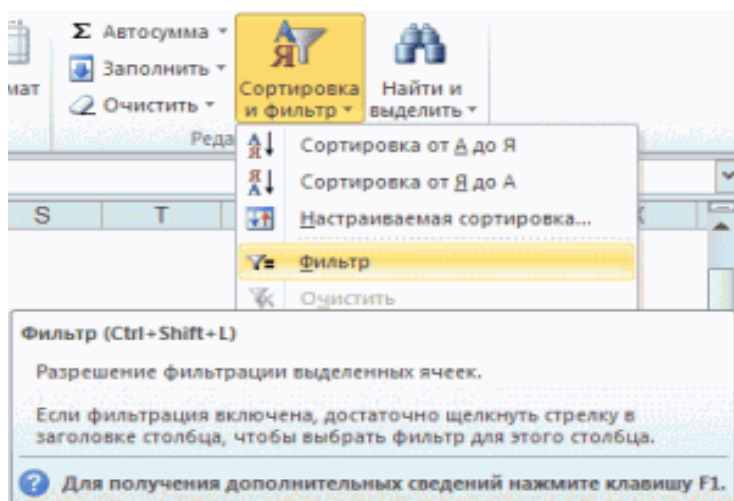 Σ Автосумма
Заполнить
мат
Очистить
Сортировка
и фильтр
Найти и
выделить
Реда
Сортировка от А до Я
Сортировка от Я до А
Настраиваемая сортировка...
S T
Фильтр
Очистить
Фильтр (Ctrl+Shift+L)
Разрешение фильтрации выделенных ячеек.
Если фильтрация включена, достаточно щелкнуть стрелку в
заголовке столбца, чтобы выбрать фильтр для этого столбца.
Для получения дополнительных сведений нажмите клавишу F1.